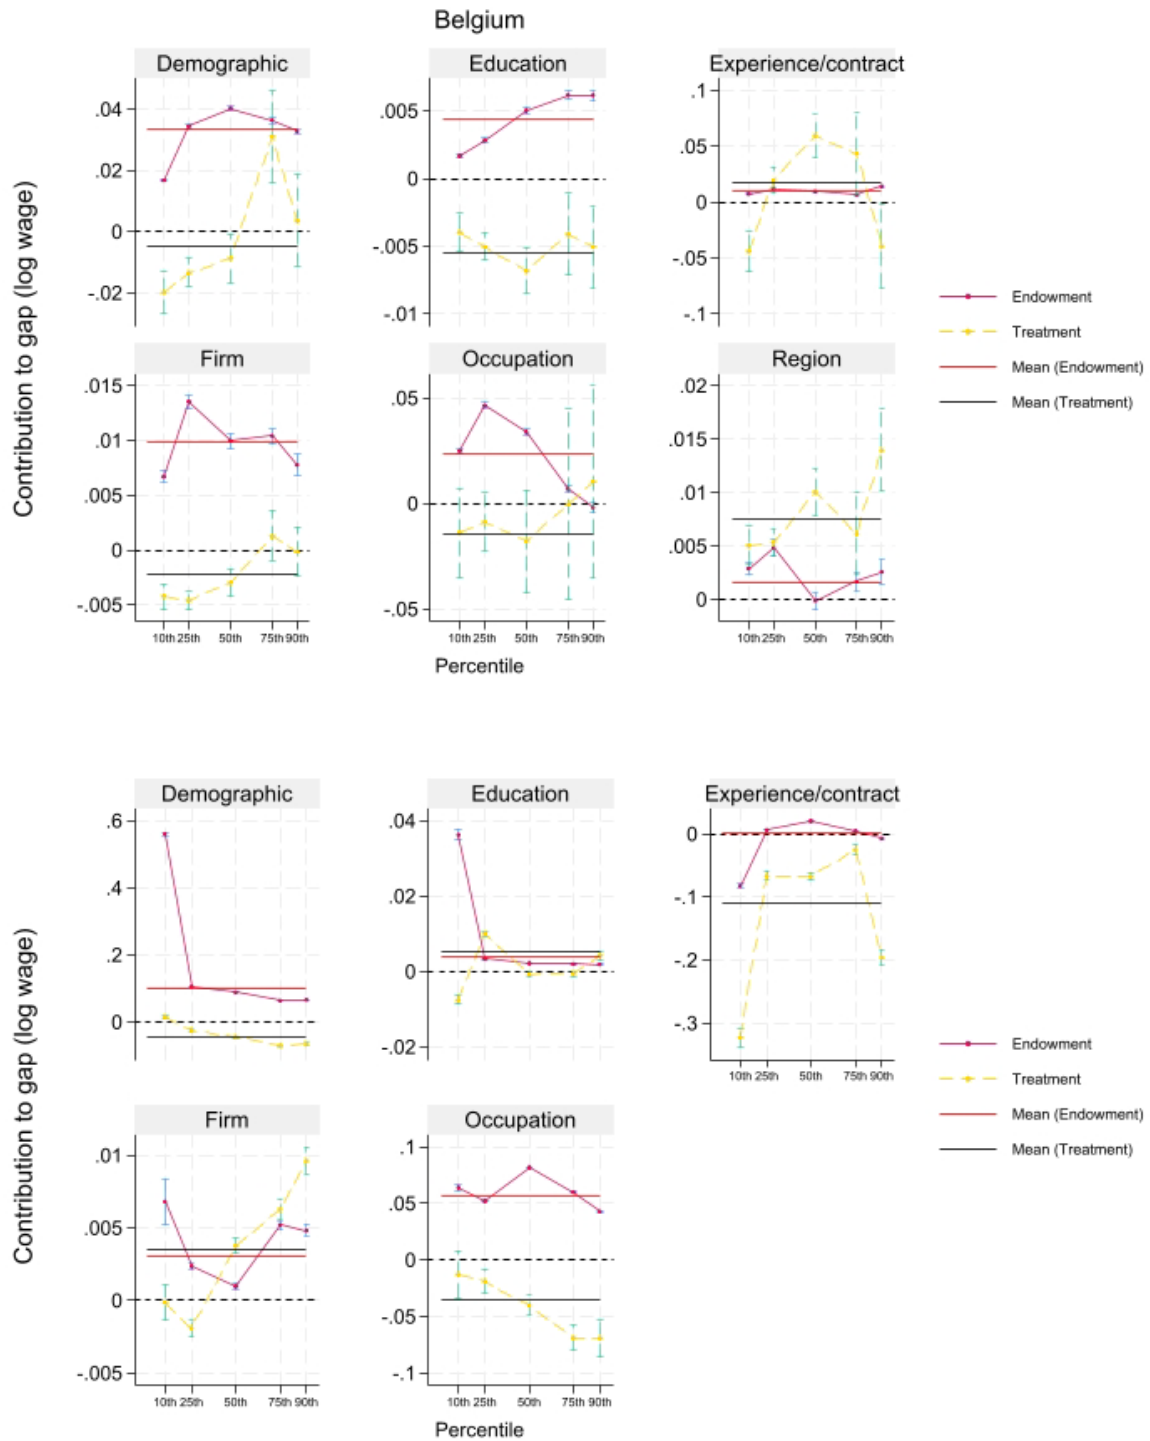 Belgium
Demographic
Education
Experience/contract
Contribution to gap (log wage)
.04
.02
0
-.02
.005
0
-.005
-.01
.1
.05
0
-.05
-.1
Firm
Occupation
Region
.015
.01
.005
0
-.005
10th 25th 50th 75th 90th
.05
0
-.05
10th 25th 50th 75th 90th
.02
.015
.01
.005
0
10th 25th 50th 75th 90th
Percentile
Endowment
Treatment
Mean (Endowment)
Mean (Treatment)
Demographic
Education
Experience/contract
Contribution to gap (log wage)
.6
.4
.2
0
.04
.02
0
-.02
0
-.1
-.2
-.3
10th 25th 50th 75th 90th
Firm
Occupation
.01
.005
0
-.005
10th 25th 50th 75th 90th
.1
.05
0
-.05
-.1
10th 25th 50th 75th 90th
Percentile
Endowment
Treatment
Mean (Endowment)
Mean (Treatment)